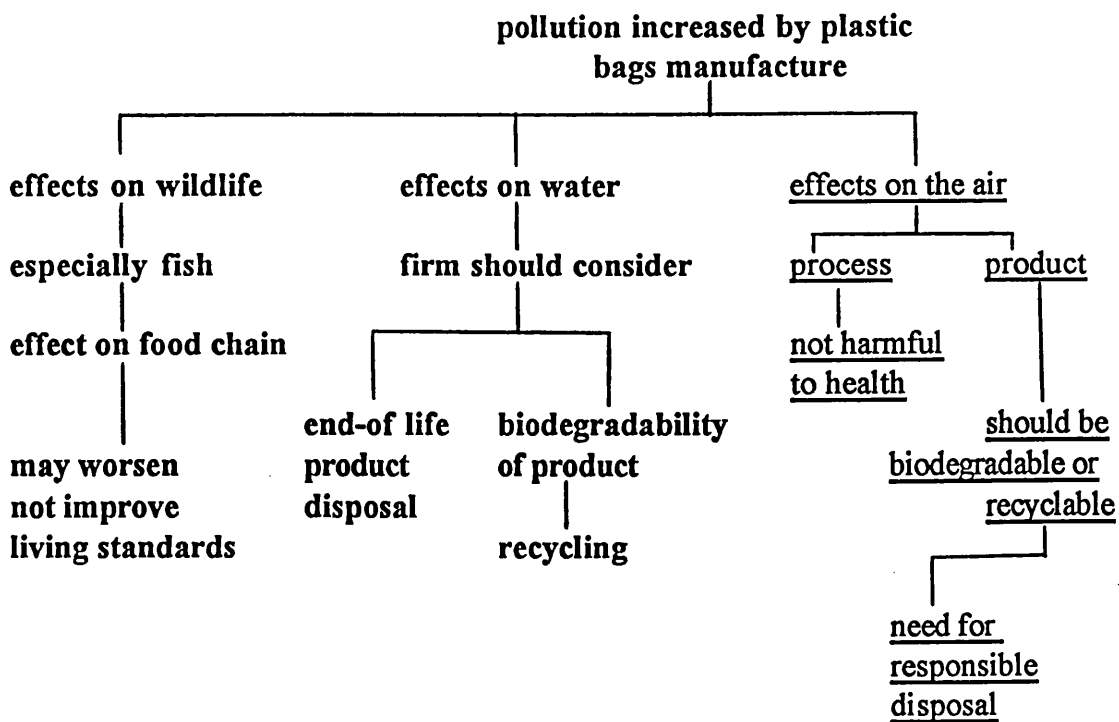 pollution increased by plastic
bags manufacture
effects on wildlife
effects on water
effects on the air
especially fish
firm should consider
process
product
effect on food chain
not harmful
to health
end-of life
product
disposal
biodegradability
of product
should be
biodegradable or
recyclable
may worsen
not improve
living standards
recycling
need for
responsible
disposal